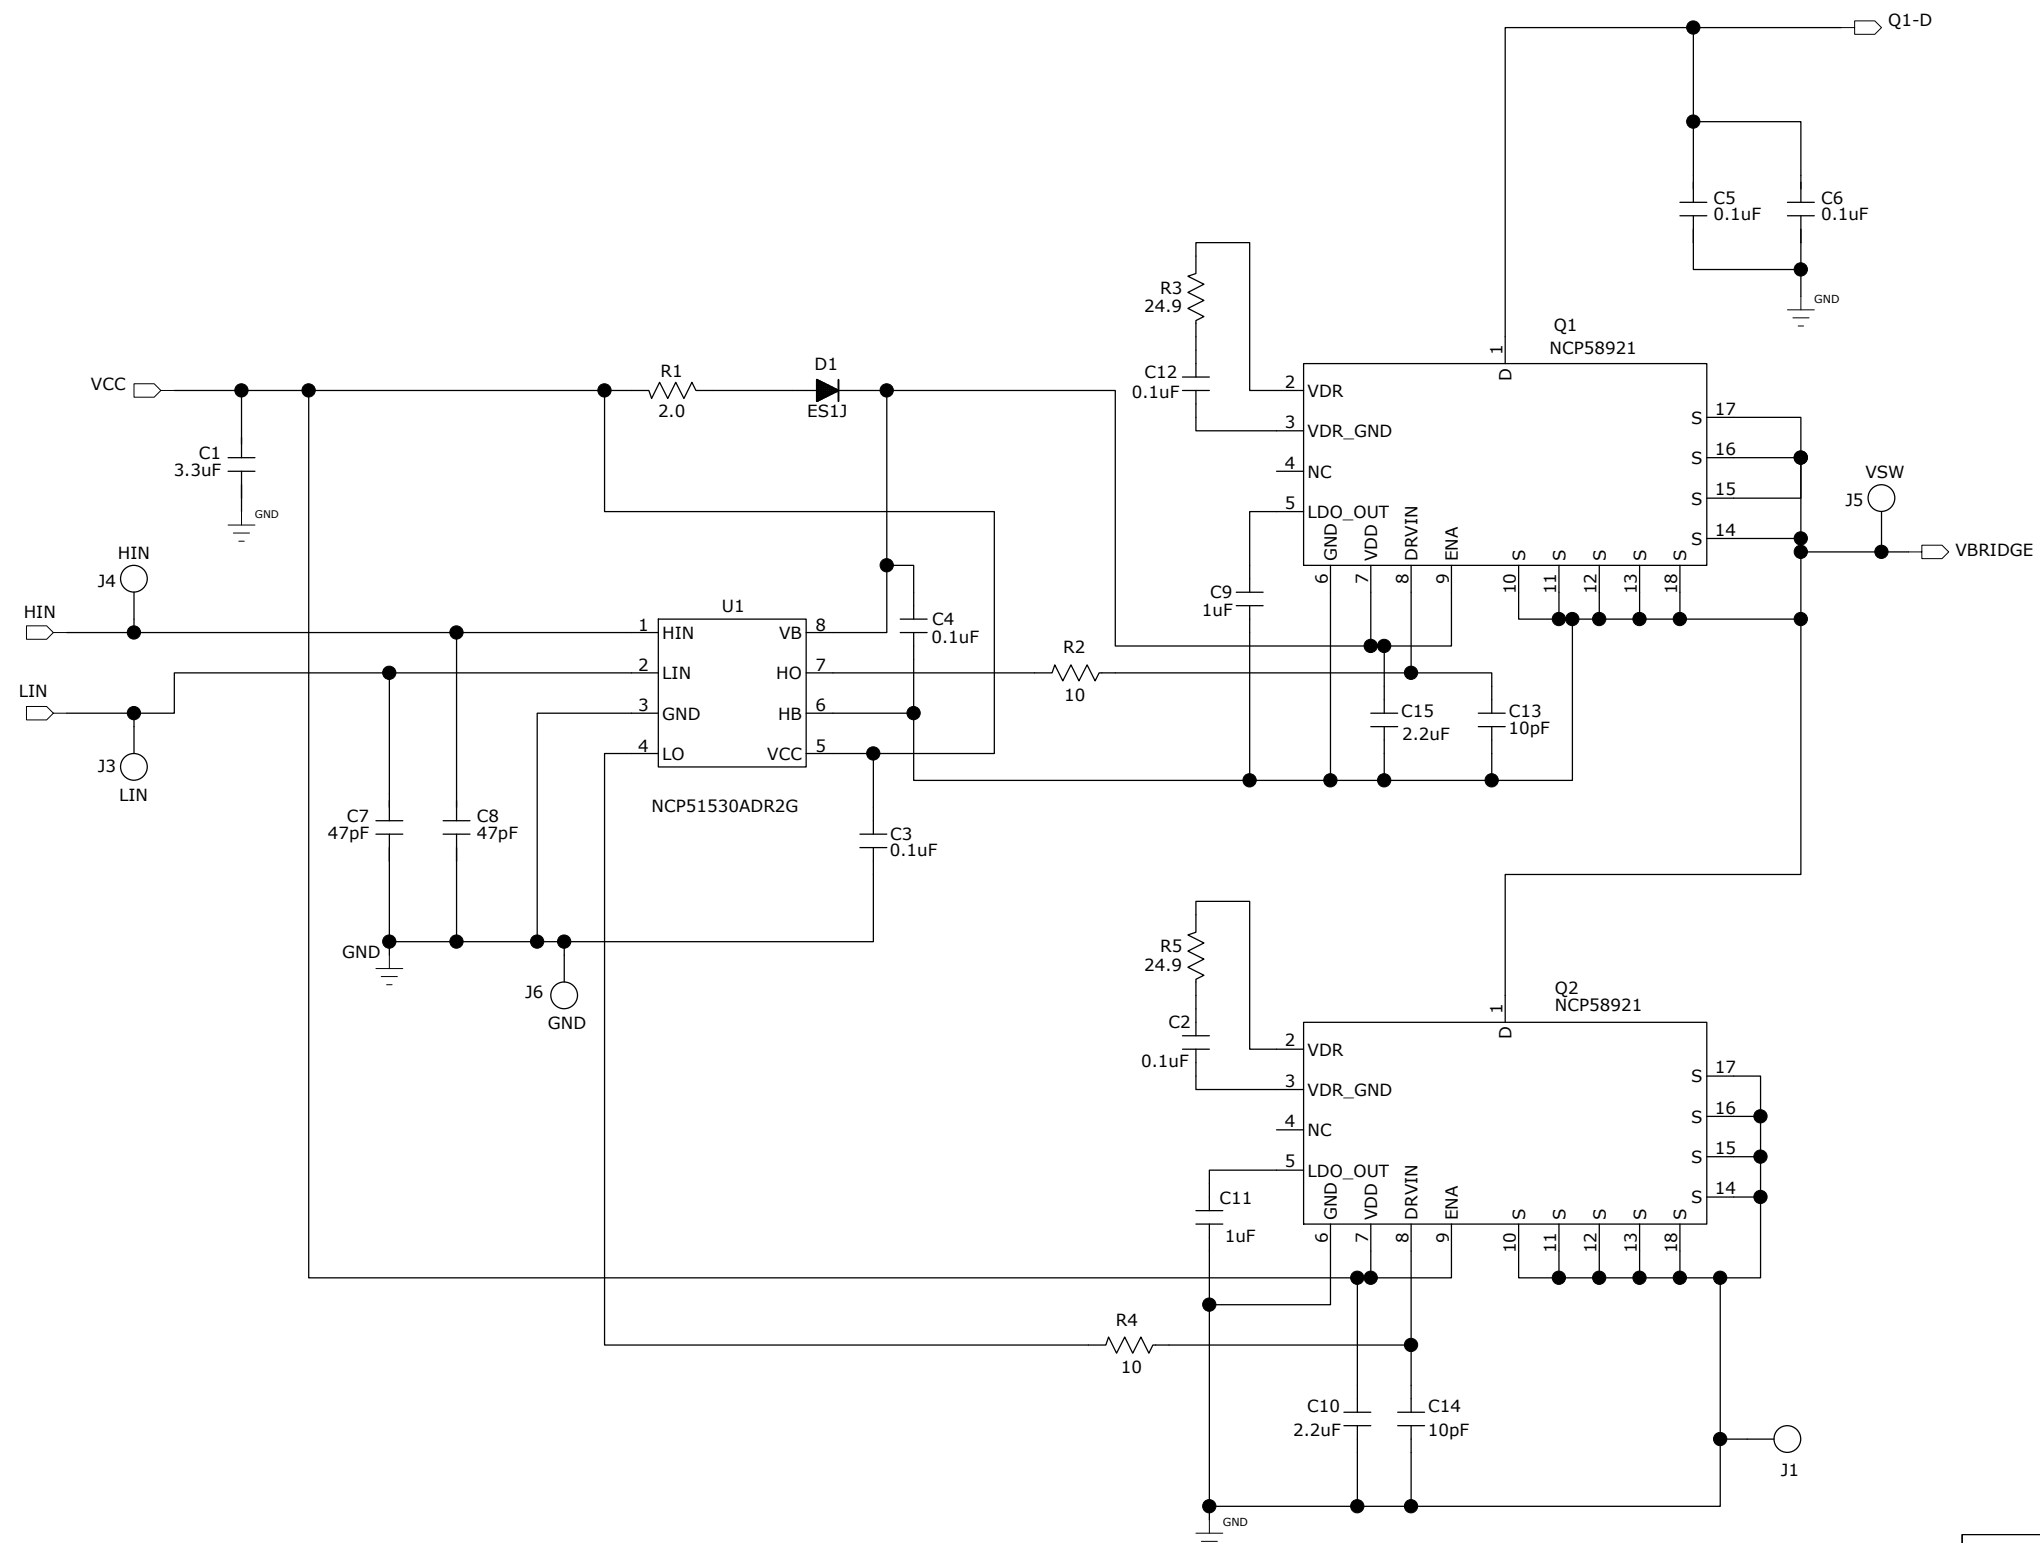 Q1-D
C5
0.1uF
C6
0.1uF
GND
R3
24.9
C12
0.1uF
Q1
NCP58921
1
D
2
VDR
3
VDR_GND
4
NC
5
LDO_OUT
GND
VDD
DRVIN
ENA
S
S
S
S
S
6
7
8
9
10
11
12
13
18
S
17
S
16
S
15
S
14
VSW
J5
VBRIDGE
VCC
R1
2.0
D1
ES1J
C1
3.3uF
GND
HIN
J4
HIN
LIN
J3
LIN
U1
1
HIN
VB
8
2
LIN
HO
7
3
GND
HB
6
4
LO
VCC
5
NCP51530ADR2G
C4
0.1uF
C9
1uF
R2
10
C15
2.2uF
C13
10pF
C7
47pF
C8
47pF
C3
0.1uF
GND
J6
GND
R5
24.9
C2
0.1uF
Q2
NCP58921
1
D
2
VDR
3
VDR_GND
4
NC
5
LDO_OUT
GND
VDD
DRVIN
ENA
S
S
S
S
S
6
7
8
9
10
11
12
13
18
S
17
S
16
S
15
S
14
C11
1uF
R4
10
C10
2.2uF
C14
10pF
J1
GND